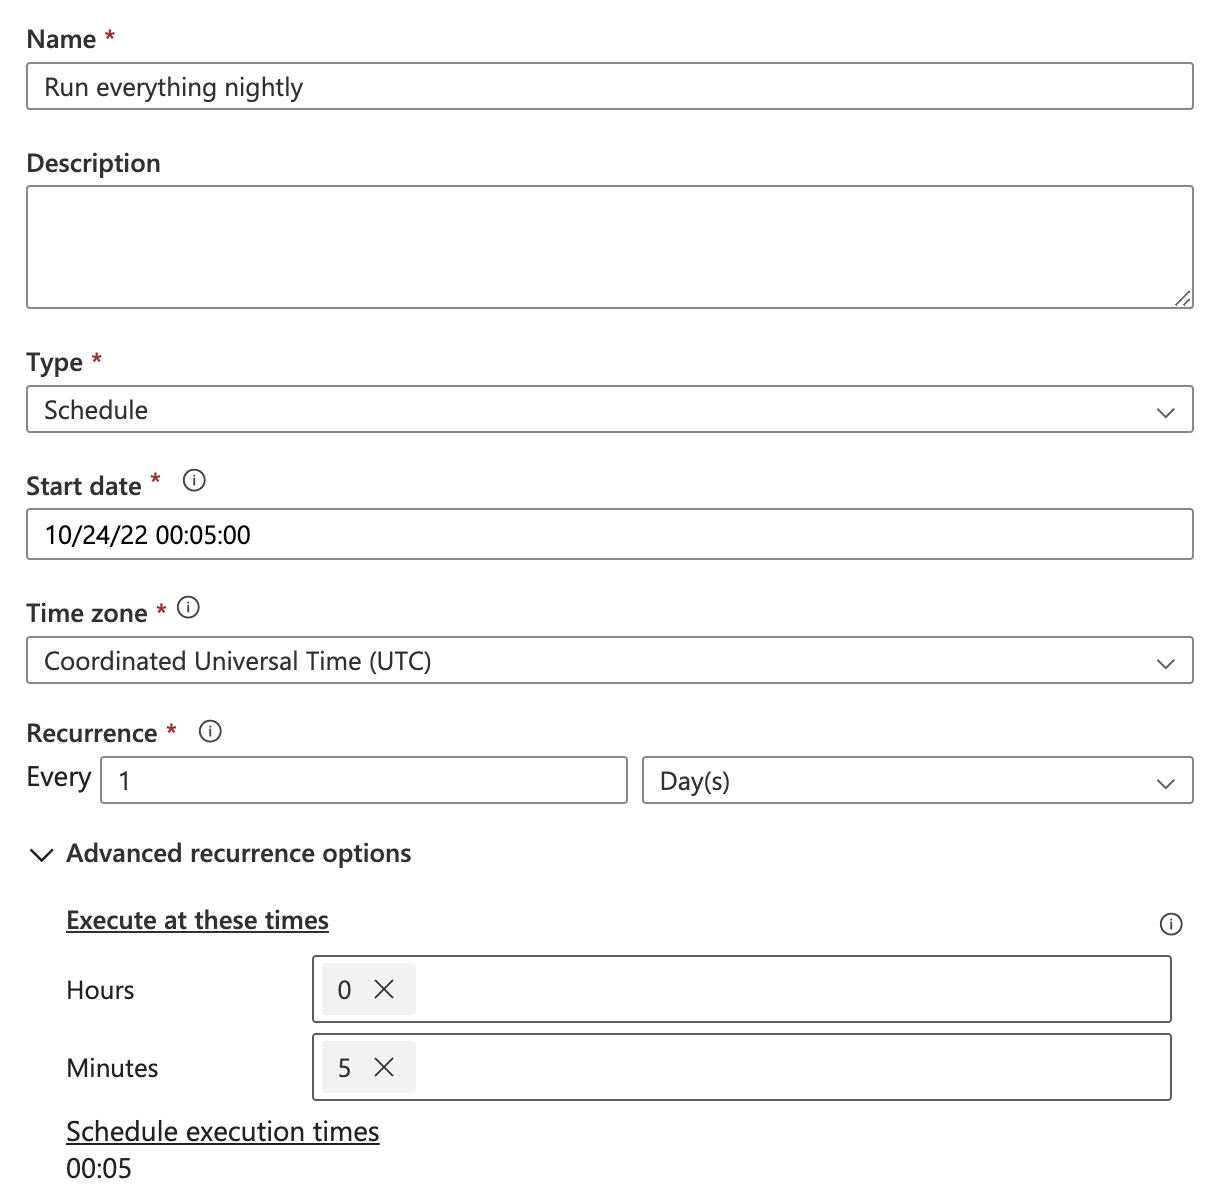 Name *
Run everything nightly
Description
Type *
Schedule
Start date *
10/24/22 00:05:00
Time zone *
Coordinated Universal Time (UTC)
Recurrence *
Every 1 Day(s)
Advanced recurrence options
Execute at these times
Hours 0
Minutes 5
Schedule execution times
00:05